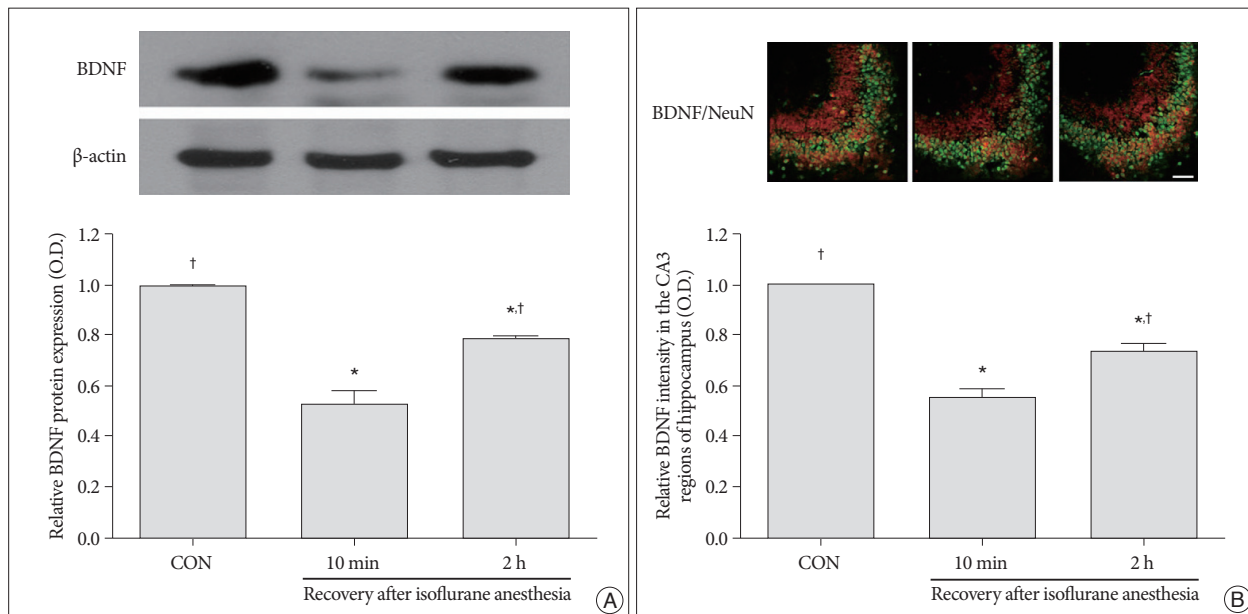 BDNF
β-actin
Relative BDNF protein expression (O.D.)
1.2
1.0
0.8
0.6
0.4
0.2
0.0
†
*
*,†
CON
10 min
2 h
Recovery after isoflurane anesthesia
A
BDNF/NeuN
Relative BDNF intensity in the CA3
regions of hippocampus (O.D.)
1.2
1.0
0.8
0.6
0.4
0.2
0.0
†
*
*,†
CON
10 min
2 h
Recovery after isoflurane anesthesia
B